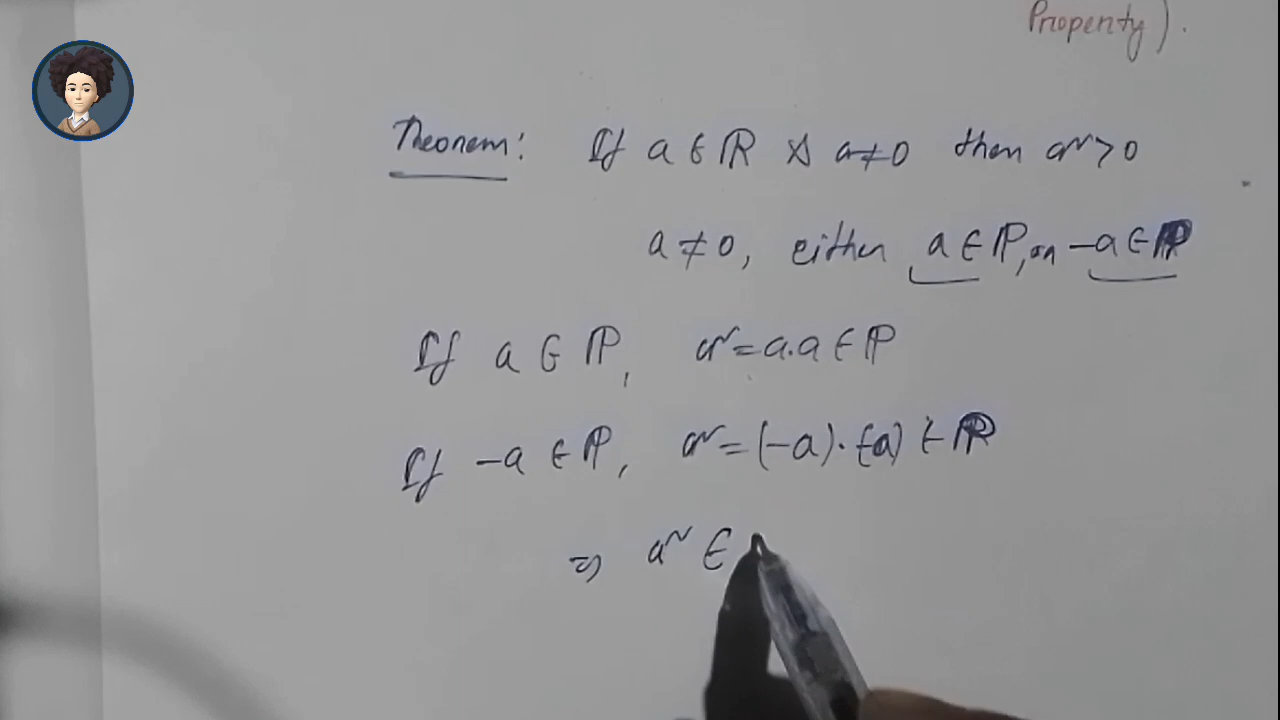 Property).
Theorem: If a ∈ ℝ & a≠0 then a² > 0
a ≠ 0, either a ∈ ℙ, or -a ∈ ℙ
If a ∈ ℙ, a² = a.a ∈ ℙ
If -a ∈ ℙ, a² = (-a)·(-a) ∈ ℙ
⇒ a² ∈